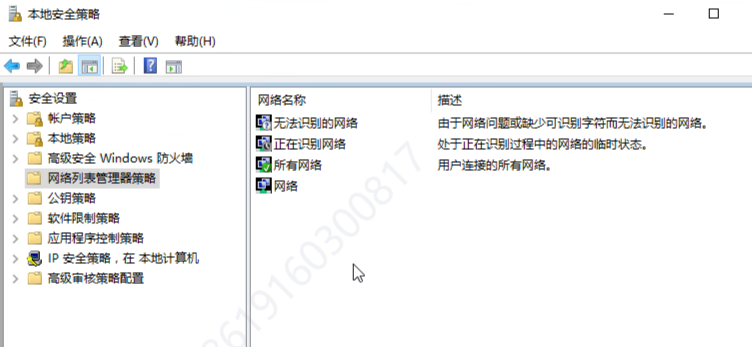 本地安全策略
文件(F) 操作(A) 查看(V) 帮助(H)
安全设置
帐户策略
本地策略
高级安全 Windows 防火墙
网络列表管理器策略
公钥策略
软件限制策略
应用程序控制策略
IP 安全策略，在 本地计算机
高级审核策略配置
网络名称 描述
无法识别的网络 由于网络问题或缺少可识别字符而无法识别的网络。
正在识别网络 处于正在识别过程中的网络的临时状态。
所有网络 用户连接的所有网络。
网络
8619160300817